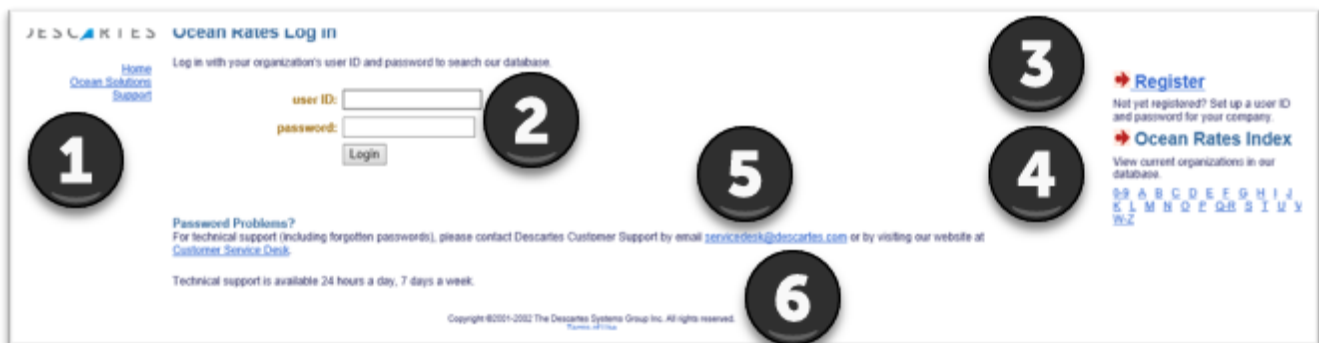 DESCARTES
Ocean Rates Log In
Home
Ocean Solutions
Support
Log in with your organization's user ID and password to search our database.
user ID:
password:
Login
1
2
3
Register
Not yet registered? Set up a user ID
and password for your company.
4
Ocean Rates Index
View current organizations in our
database.
0-9 A B C D E F G H I J
K L M N O P Q-R S T U V
W-Z
5
Password Problems?
For technical support (including forgotten passwords), please contact Descartes Customer Support by email servicedesk@descartes.com or by visiting our website at
Customer Service Desk.
Technical support is available 24 hours a day, 7 days a week.
6
Copyright ©2001-2002 The Descartes Systems Group Inc. All rights reserved.
Terms of Use